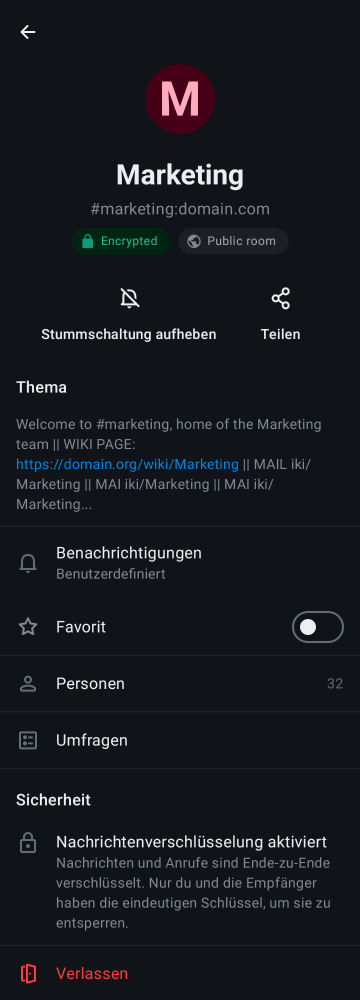 M
Marketing
#marketing:domain.com
Encrypted
Public room
Stummschaltung aufheben
Teilen
Thema
Welcome to #marketing, home of the Marketing
team || WIKI PAGE:
https://domain.org/wiki/Marketing || MAIL iki/
Marketing || MAI iki/Marketing || MAI iki/
Marketing...
Benachrichtigungen
Benutzerdefiniert
Favorit
Personen 32
Umfragen
Sicherheit
Nachrichtenverschlüsselung aktiviert
Nachrichten und Anrufe sind Ende-zu-Ende
verschlüsselt. Nur du und die Empfänger
haben die eindeutigen Schlüssel, um sie zu
entsperren.
Verlassen